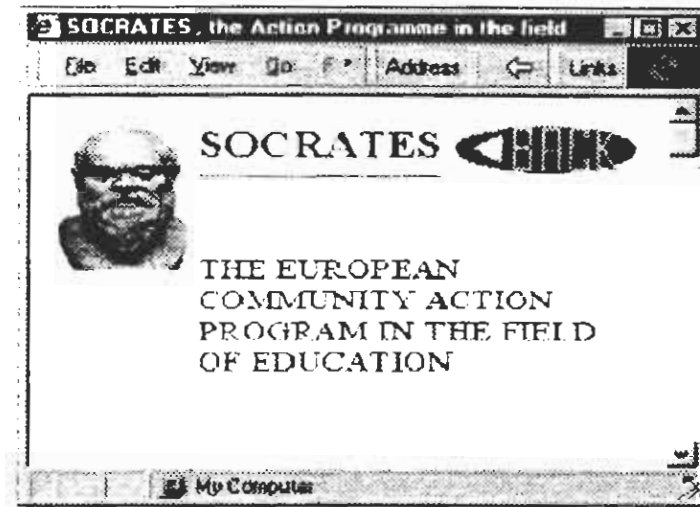 SOCRATES, the Action Programme in the field
File Edit View Go F Address Links
SOCRATES BACK
THE EUROPEAN
COMMUNITY ACTION
PROGRAM IN THE FIELD
OF EDUCATION
My Computer